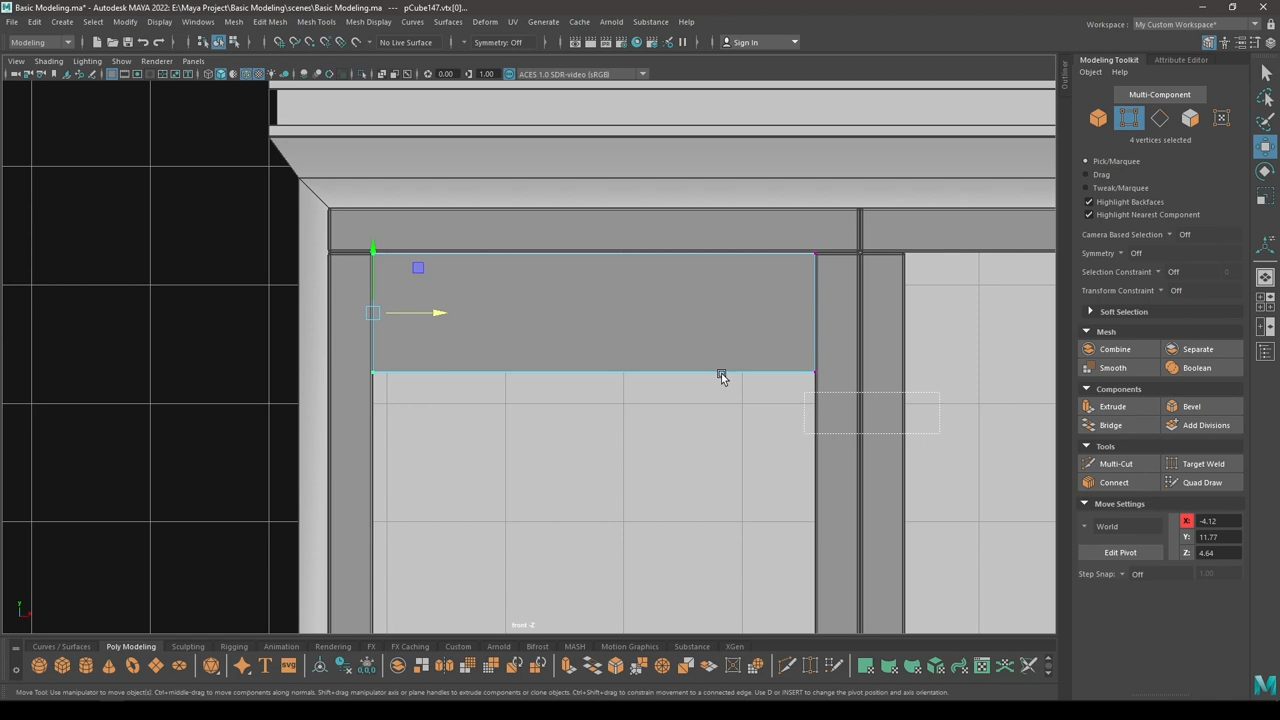 Basic Modeling.ma* - Autodesk MAYA 2022: E:\Maya Project\Basic Modeling\scenes\Basic Modeling.ma --- pCube147.vtx[0]...
File Edit Create Select Modify Display Windows Mesh Edit Mesh Mesh Tools Mesh Display Curves Surfaces Deform UV Generate Cache Arnold Substance Help
Workspace : My Custom Workspace*
Modeling No Live Surface Symmetry: Off Sign In
View Shading Lighting Show Renderer Panels
0.00 1.00 ACES 1.0 SDR-video (sRGB)
Outliner
Modeling Toolkit Attribute Editor
Object Help
Multi-Component
4 vertices selected
Pick/Marquee
Drag
Tweak/Marquee
Highlight Backfaces
Highlight Nearest Component
Camera Based Selection Off
Symmetry Off
Selection Constraint Off 0
Transform Constraint Off
Soft Selection
Mesh
Combine Separate
Smooth Boolean
Components
Extrude Bevel
Bridge Add Divisions
Tools
Multi-Cut Target Weld
Connect Quad Draw
Move Settings
World
X: -4.12
Y: 11.77
Edit Pivot
Z: 4.64
Step Snap: Off 1.00
y
front -Z
Curves / Surfaces Poly Modeling Sculpting Rigging Animation Rendering FX FX Caching Custom Arnold Bifrost MASH Motion Graphics Substance XGen
T SVG
Move Tool: Use manipulator to move object(s). Ctrl+middle-drag to move components along normals. Shift+drag manipulator axis or plane handles to extrude components or clone objects. Ctrl+Shift+drag to constrain movement to a connected edge. Use D or INSERT to change the pivot position and axis orientation.